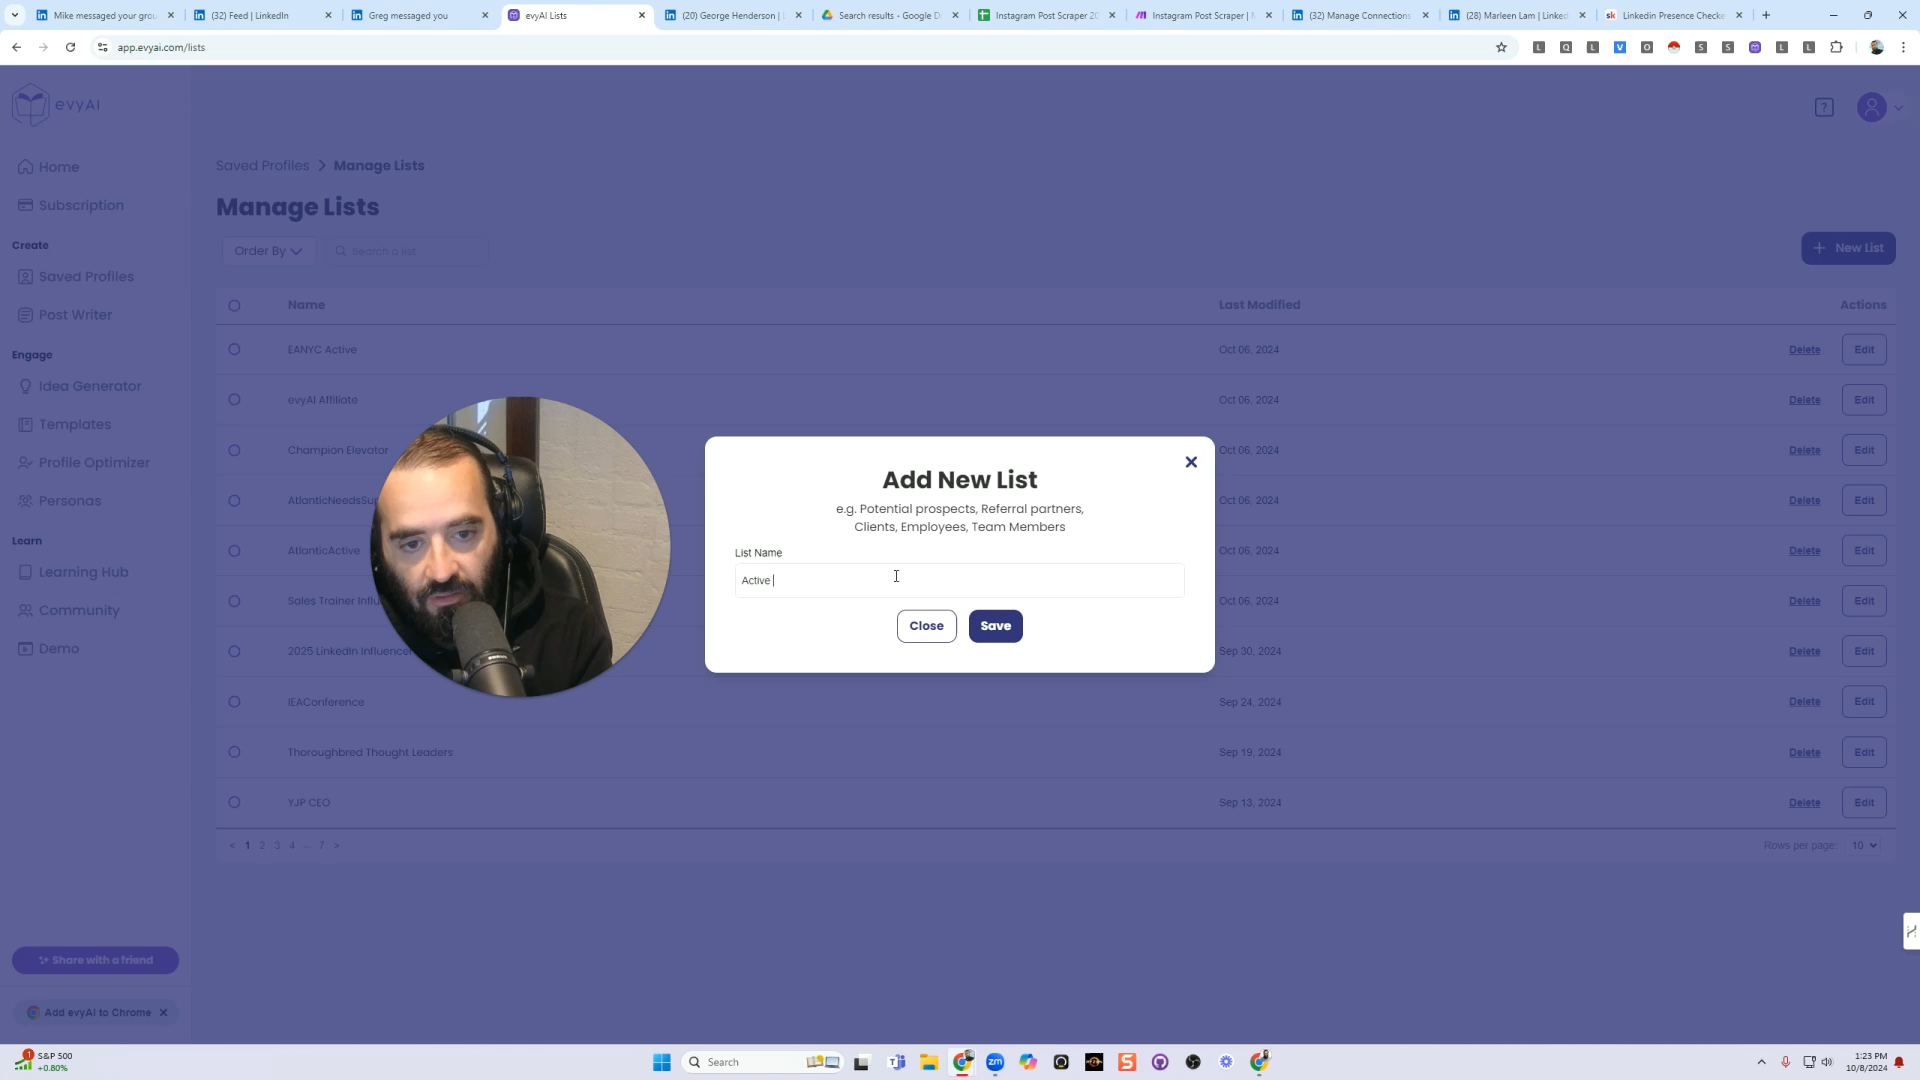 Mike messaged your grou
(32) Feed | LinkedIn
Greg messaged you
evyAI Lists
(20) George Henderson | L
Search results - Google D
Instagram Post Scraper 20
Instagram Post Scraper | M
(32) Manage Connections
(28) Marleen Lam | Linked
Linkedin Presence Checke
app.evyai.com/lists
evyAI
Home
Subscription
Create
Saved Profiles
Post Writer
Engage
Idea Generator
Templates
Profile Optimizer
Personas
Learn
Learning Hub
Community
Demo
Share with a friend
Add evyAI to Chrome
Saved Profiles > Manage Lists
Manage Lists
Order By
Search a list
+ New List
Name Last Modified Actions
EANYC Active Oct 06, 2024 Delete Edit
evyAI Affiliate Oct 06, 2024 Delete Edit
Champion Elevator Oct 06, 2024 Delete Edit
AtlanticNeedsSup Oct 06, 2024 Delete Edit
AtlanticActive Oct 06, 2024 Delete Edit
Sales Trainer Influ Oct 06, 2024 Delete Edit
2025 LinkedIn Influencer Sep 30, 2024 Delete Edit
IEAConference Sep 24, 2024 Delete Edit
Thoroughbred Thought Leaders Sep 19, 2024 Delete Edit
YJP CEO Sep 13, 2024 Delete Edit
< 1 2 3 4 ... 7 >
Rows per page: 10
Add New List
e.g. Potential prospects, Referral partners,
Clients, Employees, Team Members
List Name
Active
Close
Save
S&P 500
+0.80%
Search
1:23 PM
10/8/2024